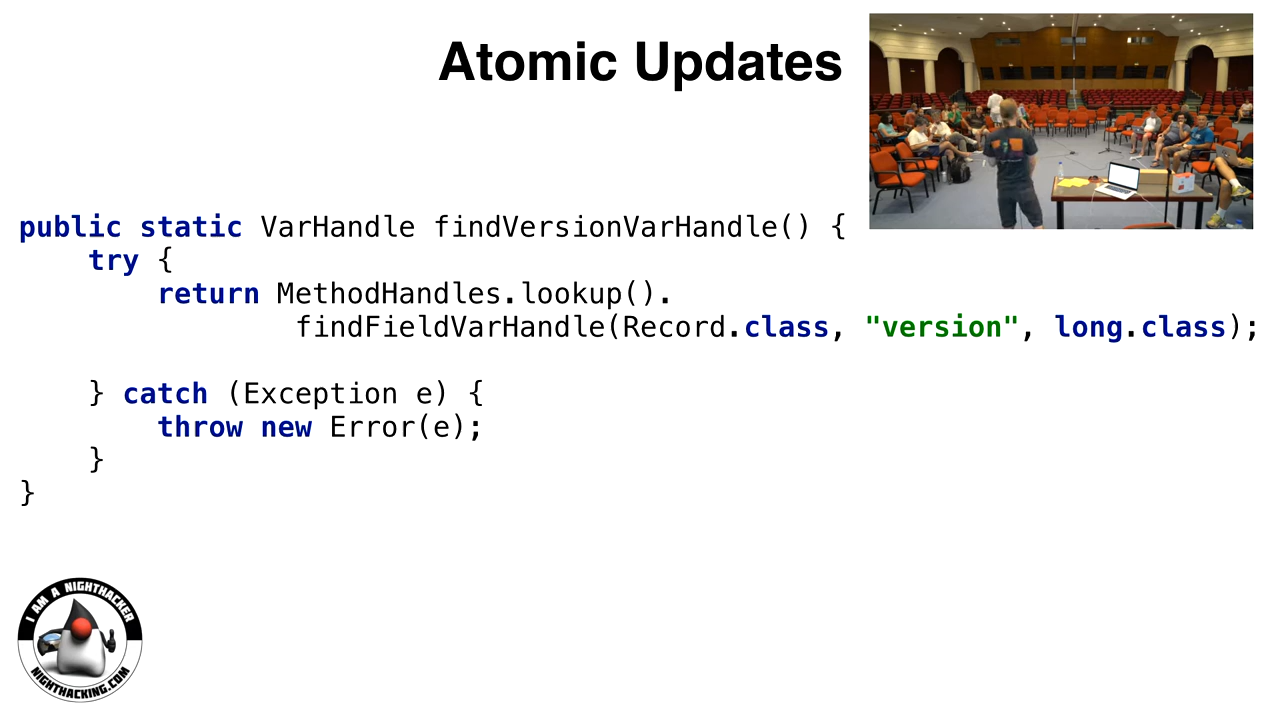 Atomic Updates
public static VarHandle findVersionVarHandle() {
    try {
        return MethodHandles.lookup().
                findFieldVarHandle(Record.class, "version", long.class);
    } catch (Exception e) {
        throw new Error(e);
    }
}
I AM A NIGHTHACKER
NIGHTHACKING.COM